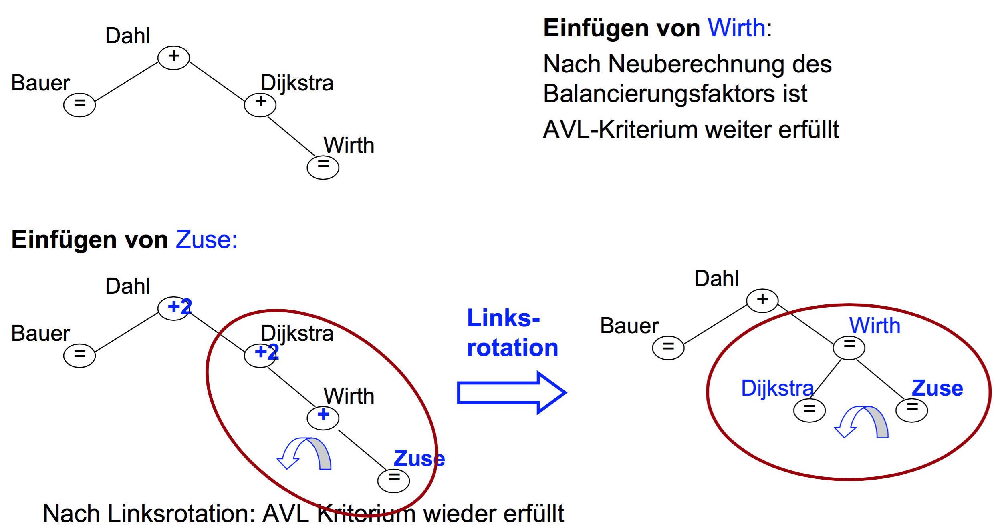 Dahl
+
Bauer
=
Dijkstra
+
Wirth
=
Einfügen von Wirth:
Nach Neuberechnung des
Balancierungsfaktors ist
AVL-Kriterium weiter erfüllt
Einfügen von Zuse:
Dahl
+2
Bauer
=
Dijkstra
+2
Wirth
+
Zuse
=
Links-
rotation
Dahl
+
Bauer
=
Wirth
=
Dijkstra
=
Zuse
=
Nach Linksrotation: AVL Kriterium wieder erfüllt